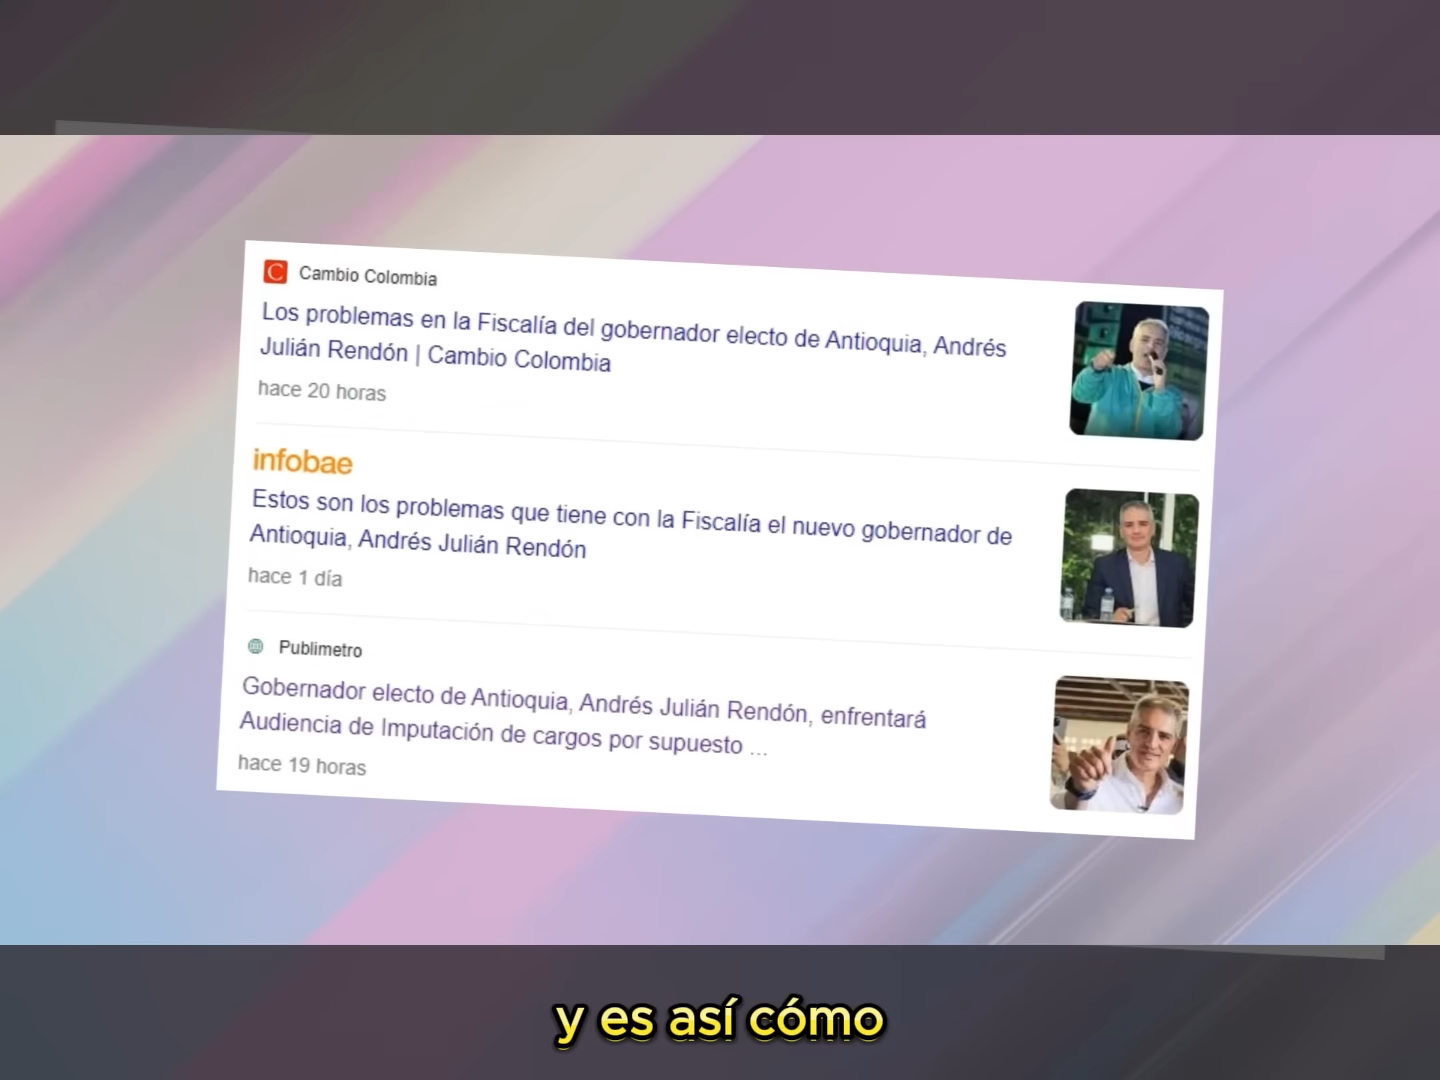 Cambio Colombia
Los problemas en la Fiscalía del gobernador electo de Antioquia, Andrés
Julián Rendón | Cambio Colombia
hace 20 horas
infobae
Estos son los problemas que tiene con la Fiscalía el nuevo gobernador de
Antioquia, Andrés Julián Rendón
hace 1 día
Publimetro
Gobernador electo de Antioquia, Andrés Julián Rendón, enfrentará
Audiencia de Imputación de cargos por supuesto ...
hace 19 horas
y es así cómo